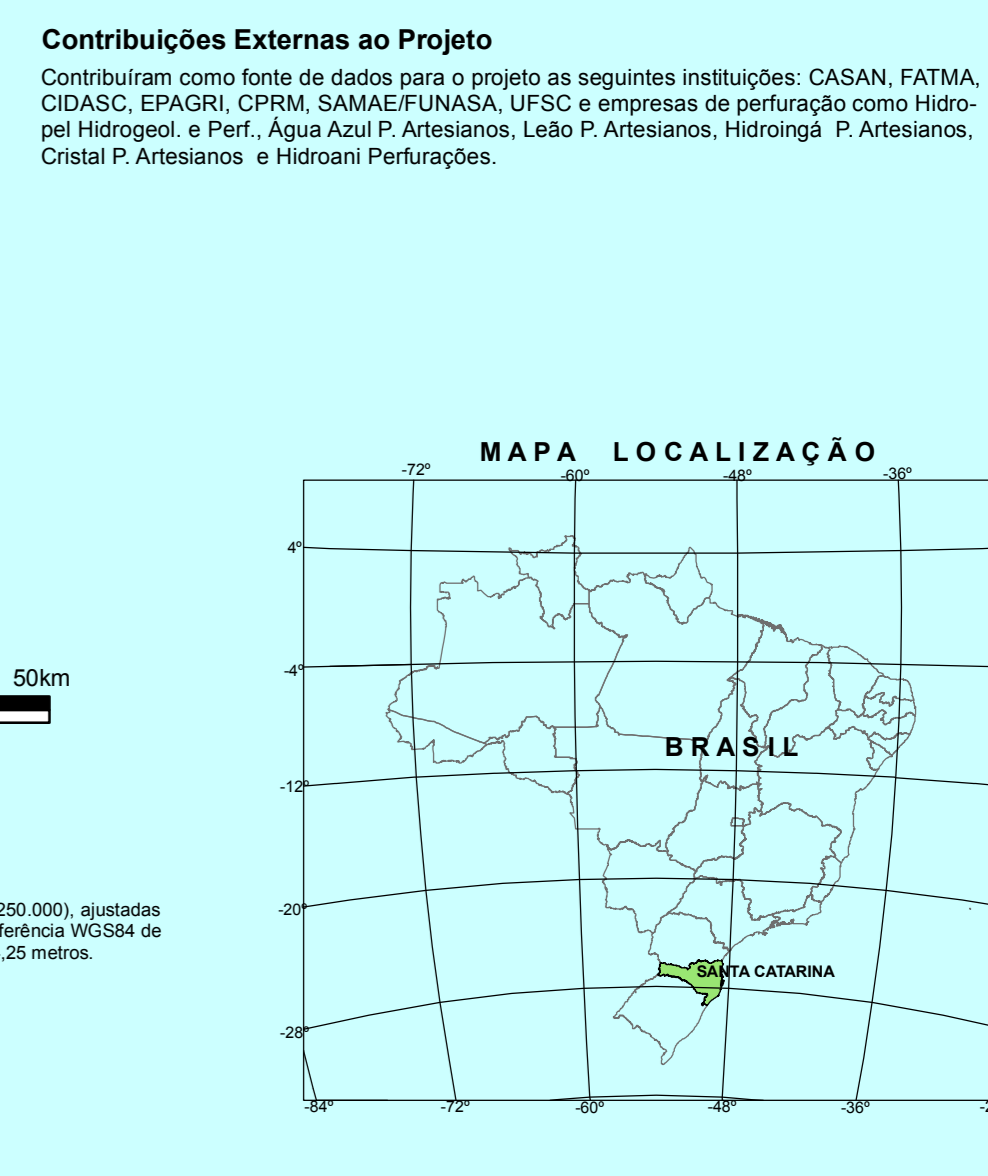 Contribuições Externas ao Projeto
Contribuíram como fonte de dados para o projeto as seguintes instituições: CASAN, FATMA,
CIDASC, EPAGRI, CPRM, SAMAE/FUNASA, UFSC e empresas de perfuração como Hidro-
pel Hidrogeol. e Perf., Água Azul P. Artesianos, Leão P. Artesianos, Hidroingá P. Artesianos,
Cristal P. Artesianos e Hidroani Perfurações.
MAPA LOCALIZAÇÃO
-72º -60º -48º -36º
4º
-4º
50km
BRASIL
-12º
250.000), ajustadas
-20º
ferência WGS84 de
,25 metros.
SANTA CATARINA
-28º
-84º -72º -60º -48º -36º